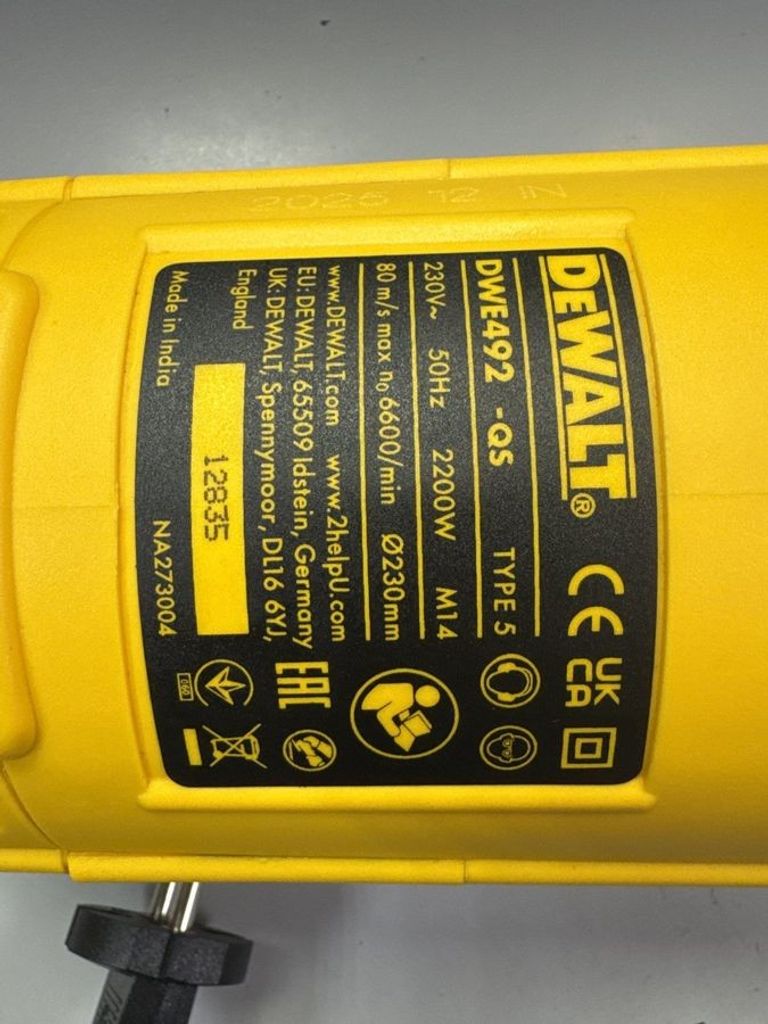 2025 12 IN
DEWALT®
CE UK CA
DWE492 -QS TYPE 5
230V~ 50Hz 2200W M14
80 m/s max n₀ 6600/min Ø230mm
www.DEWALT.com www.2helpU.com
EU: DEWALT, 65509 Idstein, Germany
UK: DEWALT, Spennymoor, DL16 6YJ,
England
EAC
12835
060
Made in India
NA273004